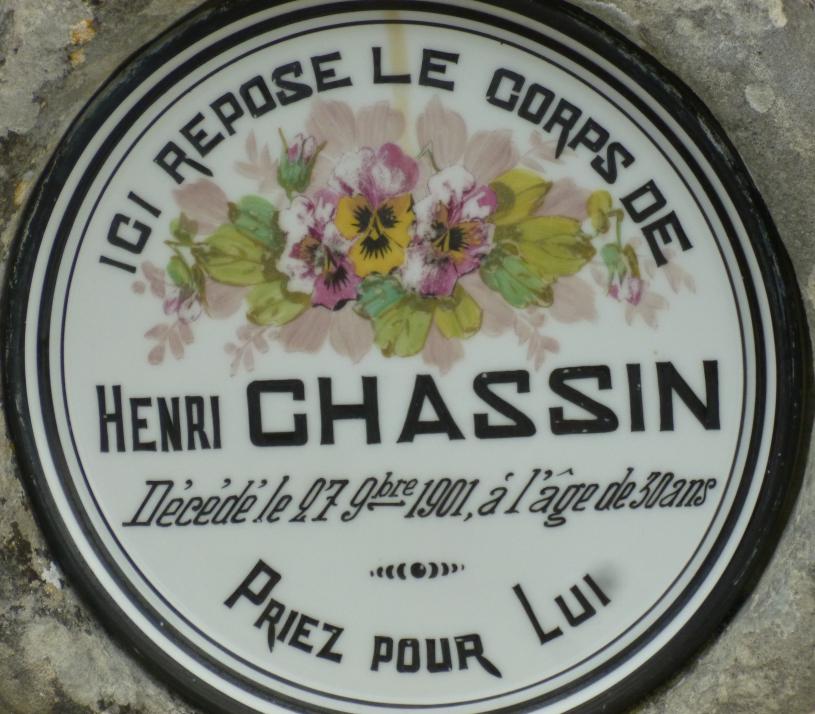 ICI REPOSE LE CORPS DE
HENRI CHASSIN
Décédé le 27 9bre 1901, á l'âge de 30 ans
PRIEZ POUR LUI